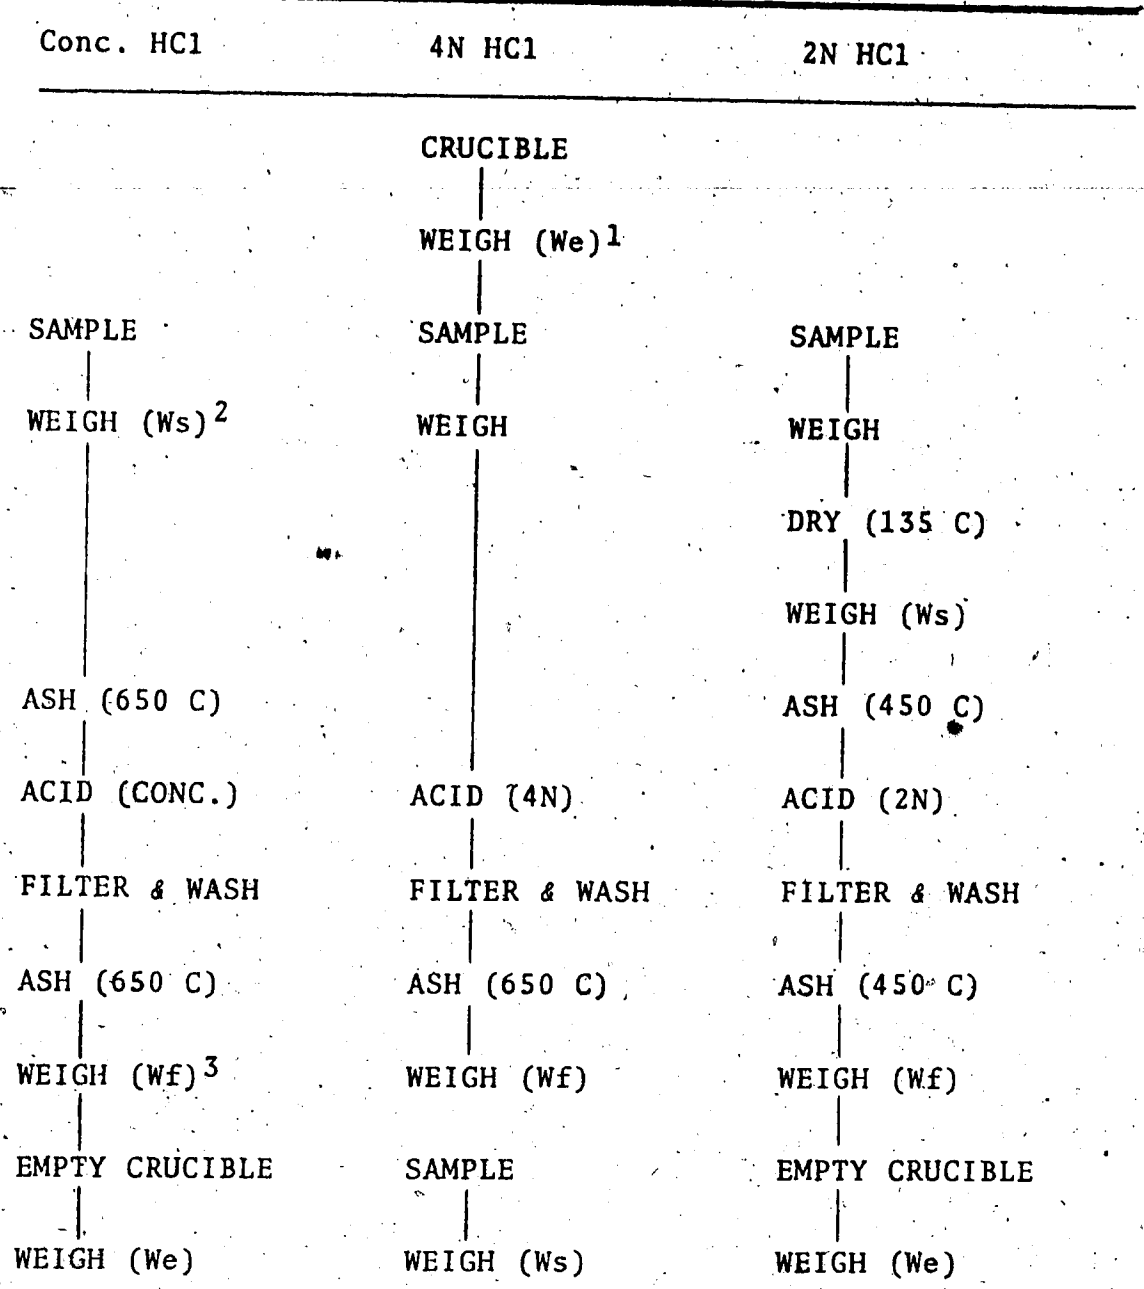 Conc. HCl 4N HCl 2N HCl
CRUCIBLE
WEIGH (We)1
SAMPLE SAMPLE SAMPLE
WEIGH (Ws)2 WEIGH WEIGH
DRY (135 C)
WEIGH (Ws)
ASH (650 C) ASH (450 C)
ACID (CONC.) ACID (4N) ACID (2N)
FILTER & WASH FILTER & WASH FILTER & WASH
ASH (650 C) ASH (650 C) ASH (450 C)
WEIGH (Wf)3 WEIGH (Wf) WEIGH (Wf)
EMPTY CRUCIBLE SAMPLE EMPTY CRUCIBLE
WEIGH (We) WEIGH (Ws) WEIGH (We)